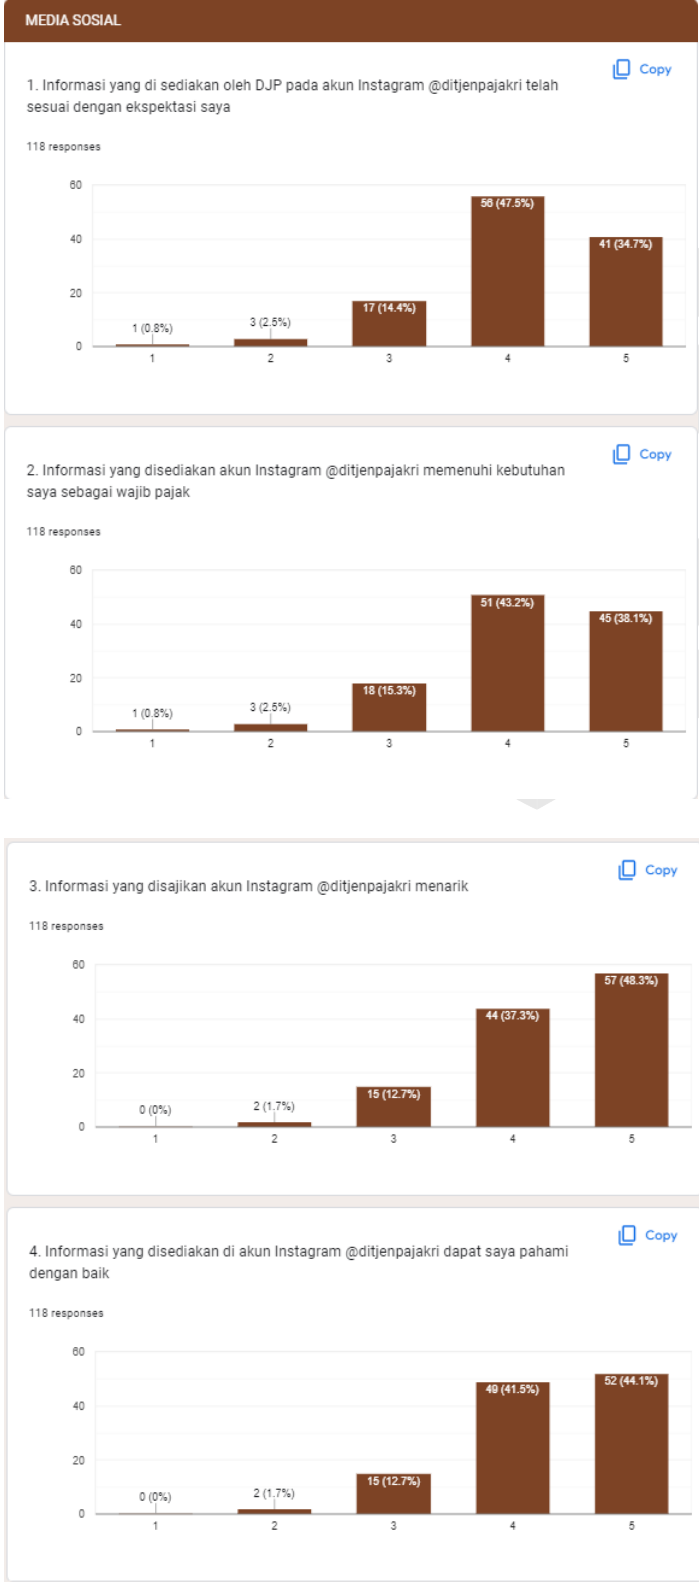 MEDIA SOSIAL
Copy
1. Informasi yang di sediakan oleh DJP pada akun Instagram @ditjenpajakri telah
sesuai dengan ekspektasi saya
118 responses
60
40
20
0
1 (0.8%)
3 (2.5%)
17 (14.4%)
56 (47.5%)
41 (34.7%)
1 2 3 4 5
Copy
2. Informasi yang disediakan akun Instagram @ditjenpajakri memenuhi kebutuhan
saya sebagai wajib pajak
118 responses
60
40
20
0
1 (0.8%)
3 (2.5%)
18 (15.3%)
51 (43.2%)
45 (38.1%)
1 2 3 4 5
Copy
3. Informasi yang disajikan akun Instagram @ditjenpajakri menarik
118 responses
60
40
20
0
0 (0%)
2 (1.7%)
15 (12.7%)
44 (37.3%)
57 (48.3%)
1 2 3 4 5
Copy
4. Informasi yang disediakan di akun Instagram @ditjenpajakri dapat saya pahami
dengan baik
118 responses
60
40
20
0
0 (0%)
2 (1.7%)
15 (12.7%)
49 (41.5%)
52 (44.1%)
1 2 3 4 5